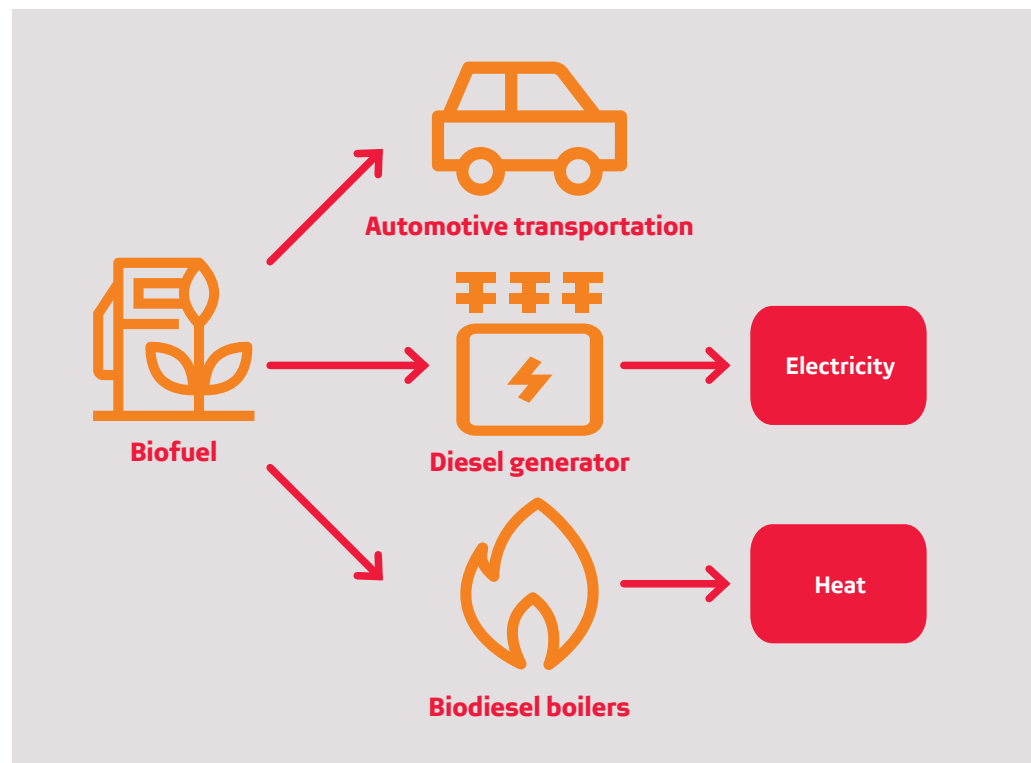 Automotive transportation
Biofuel
Diesel generator
Electricity
Biodiesel boilers
Heat